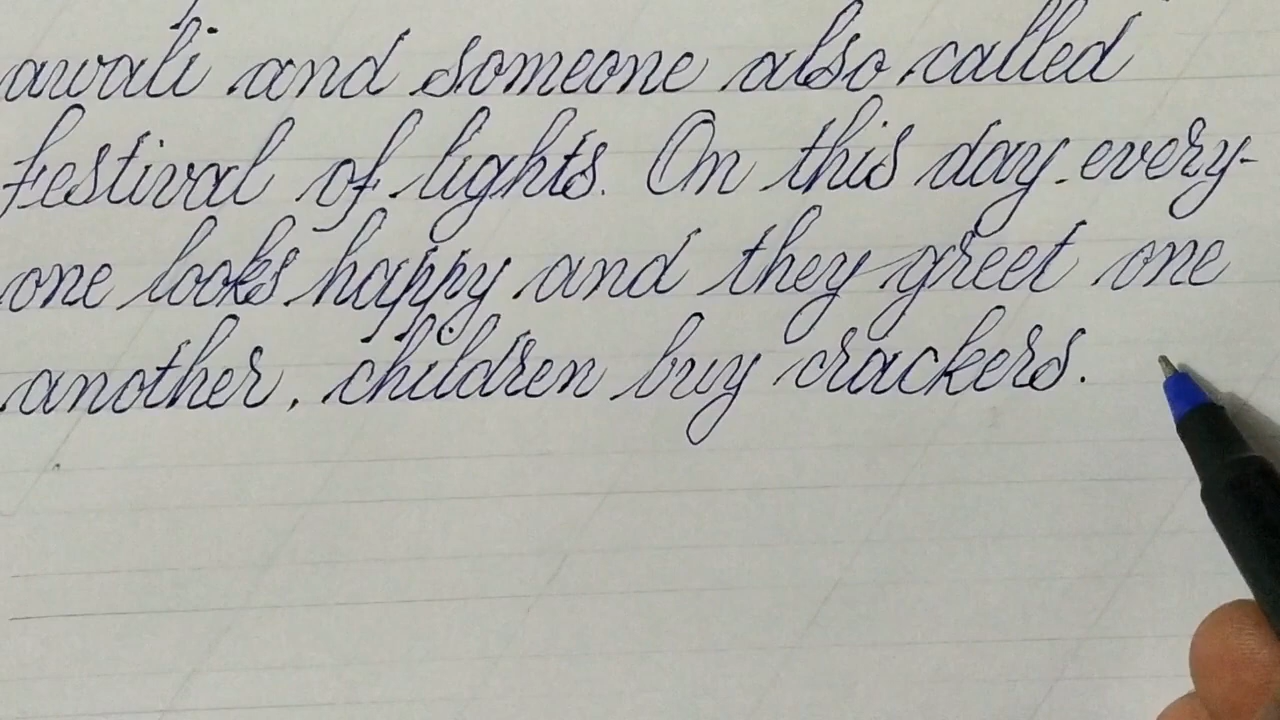 awali and someone also called
festival of lights. On this day every-
one looks happy and they greet one
another, children buy crackers.